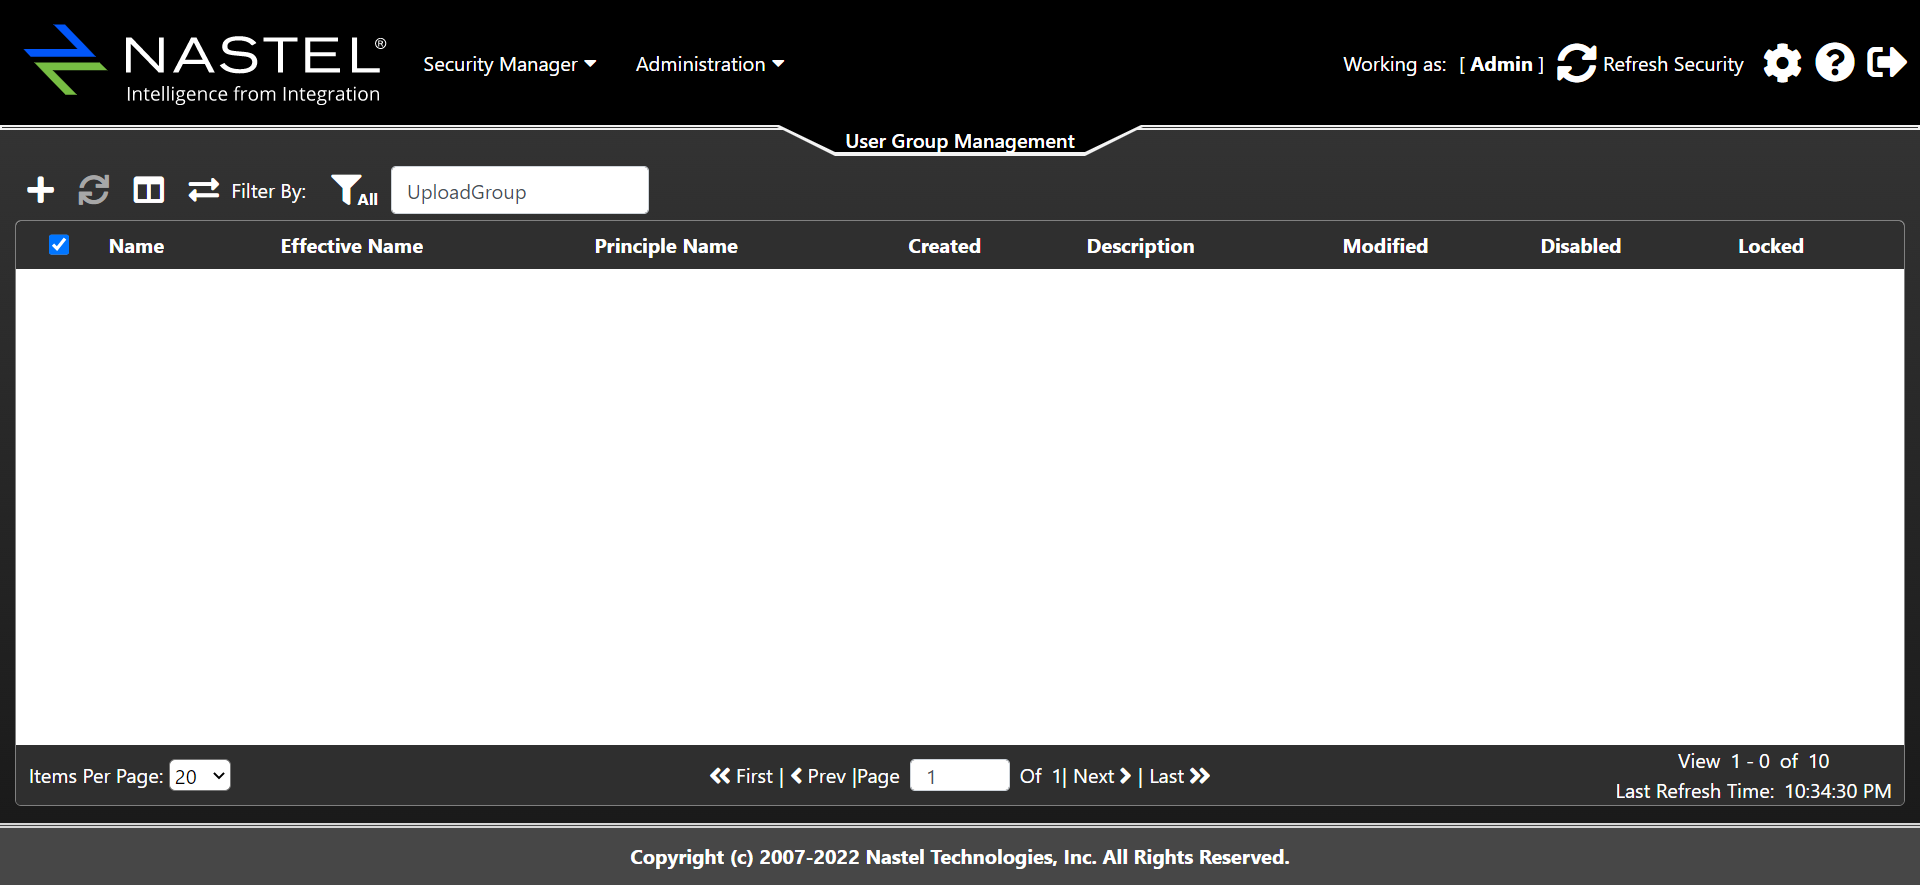 NASTEL®
Intelligence from Integration
Security Manager
Administration
Working as: [ Admin ]
Refresh Security
User Group Management
Filter By:
All
UploadGroup
Name
Effective Name
Principle Name
Created
Description
Modified
Disabled
Locked
Items Per Page: 20
First | Prev |Page 1 Of 1| Next | Last
View 1 - 0 of 10
Last Refresh Time: 10:34:30 PM
Copyright (c) 2007-2022 Nastel Technologies, Inc. All Rights Reserved.